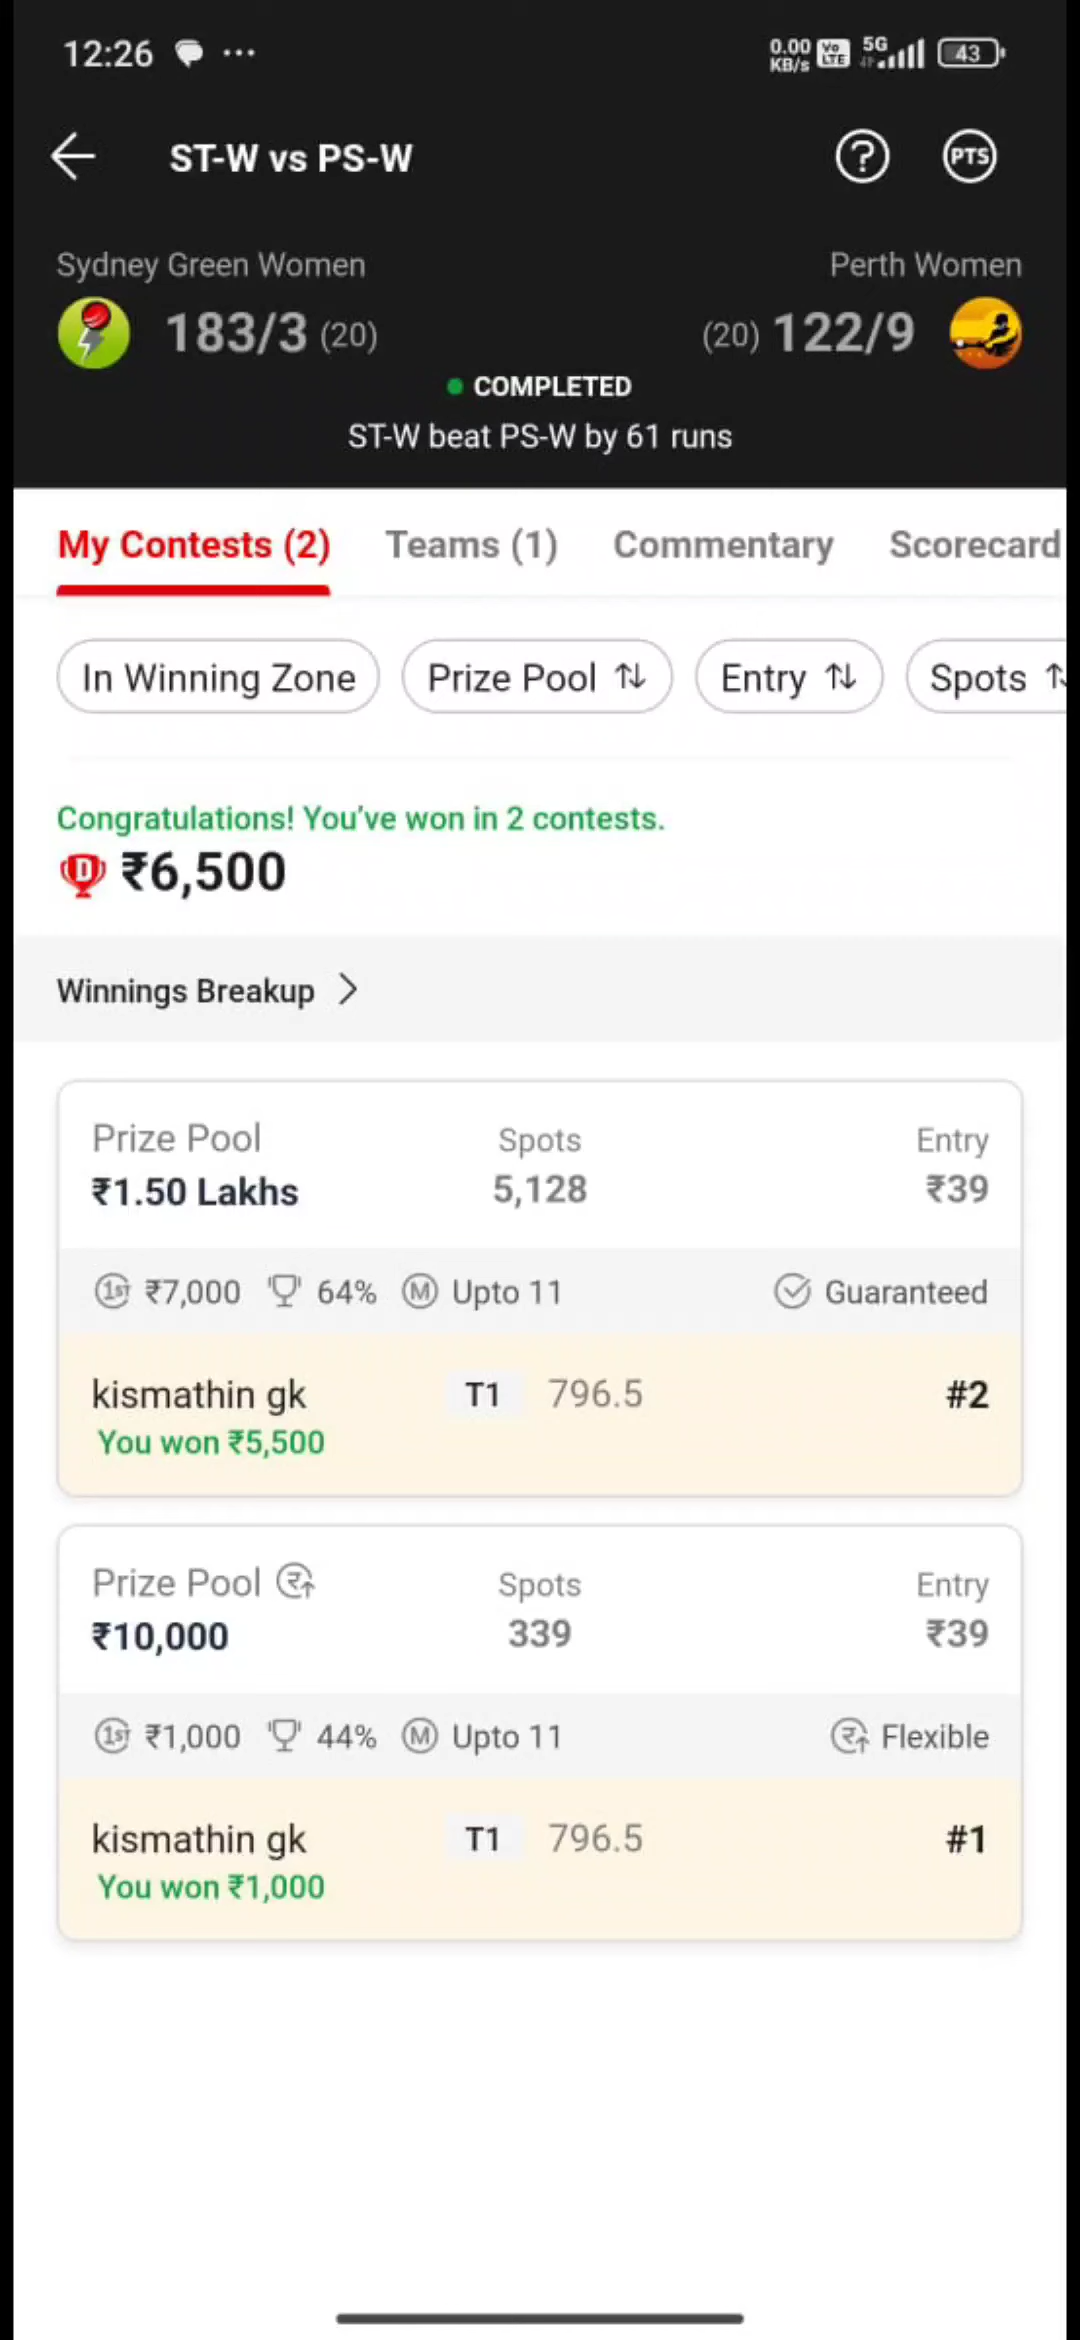 12:26 ... 0.00 KB/s Vo LTE 5G 43
ST-W vs PS-W ? PTS
Sydney Green Women Perth Women
183/3 (20) (20) 122/9
COMPLETED
ST-W beat PS-W by 61 runs
My Contests (2) Teams (1) Commentary Scorecard
In Winning Zone Prize Pool Entry Spots
Congratulations! You've won in 2 contests.
D ₹6,500
Winnings Breakup
Prize Pool Spots Entry
₹1.50 Lakhs 5,128 ₹39
1ST ₹7,000 64% M Upto 11 Guaranteed
kismathin gk T1 796.5 #2
You won ₹5,500
Prize Pool ₹ Spots Entry
₹10,000 339 ₹39
1ST ₹1,000 44% M Upto 11 ₹ Flexible
kismathin gk T1 796.5 #1
You won ₹1,000